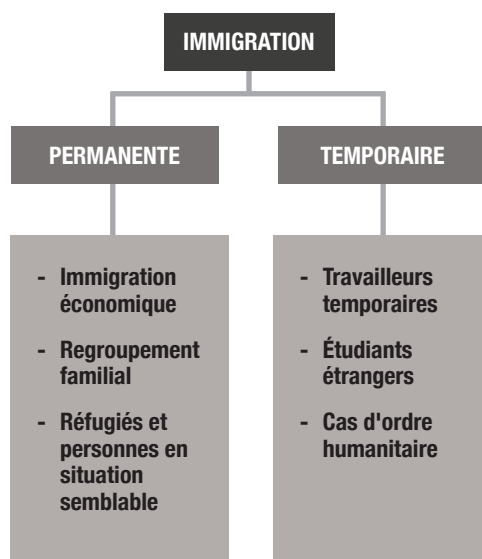 IMMIGRATION
PERMANENTE
- Immigration
économique
- Regroupement
familial
- Réfugiés et
personnes en
situation
semblable
TEMPORAIRE
- Travailleurs
temporaires
- Étudiants
étrangers
- Cas d'ordre
humanitaire